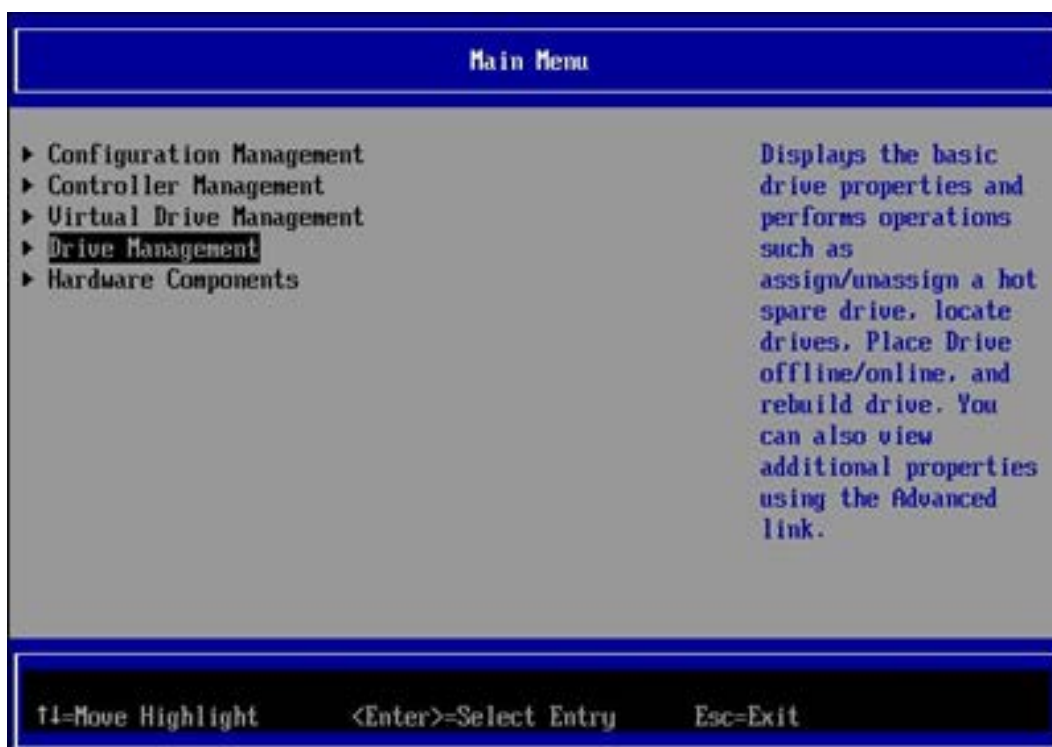 Main Menu
Configuration Management
Controller Management
Virtual Drive Management
Drive Management
Hardware Components
Displays the basic
drive properties and
performs operations
such as
assign/unassign a hot
spare drive, locate
drives, Place Drive
offline/online, and
rebuild drive. You
can also view
additional properties
using the Advanced
link.
↑↓=Move Highlight <Enter>=Select Entry Esc=Exit